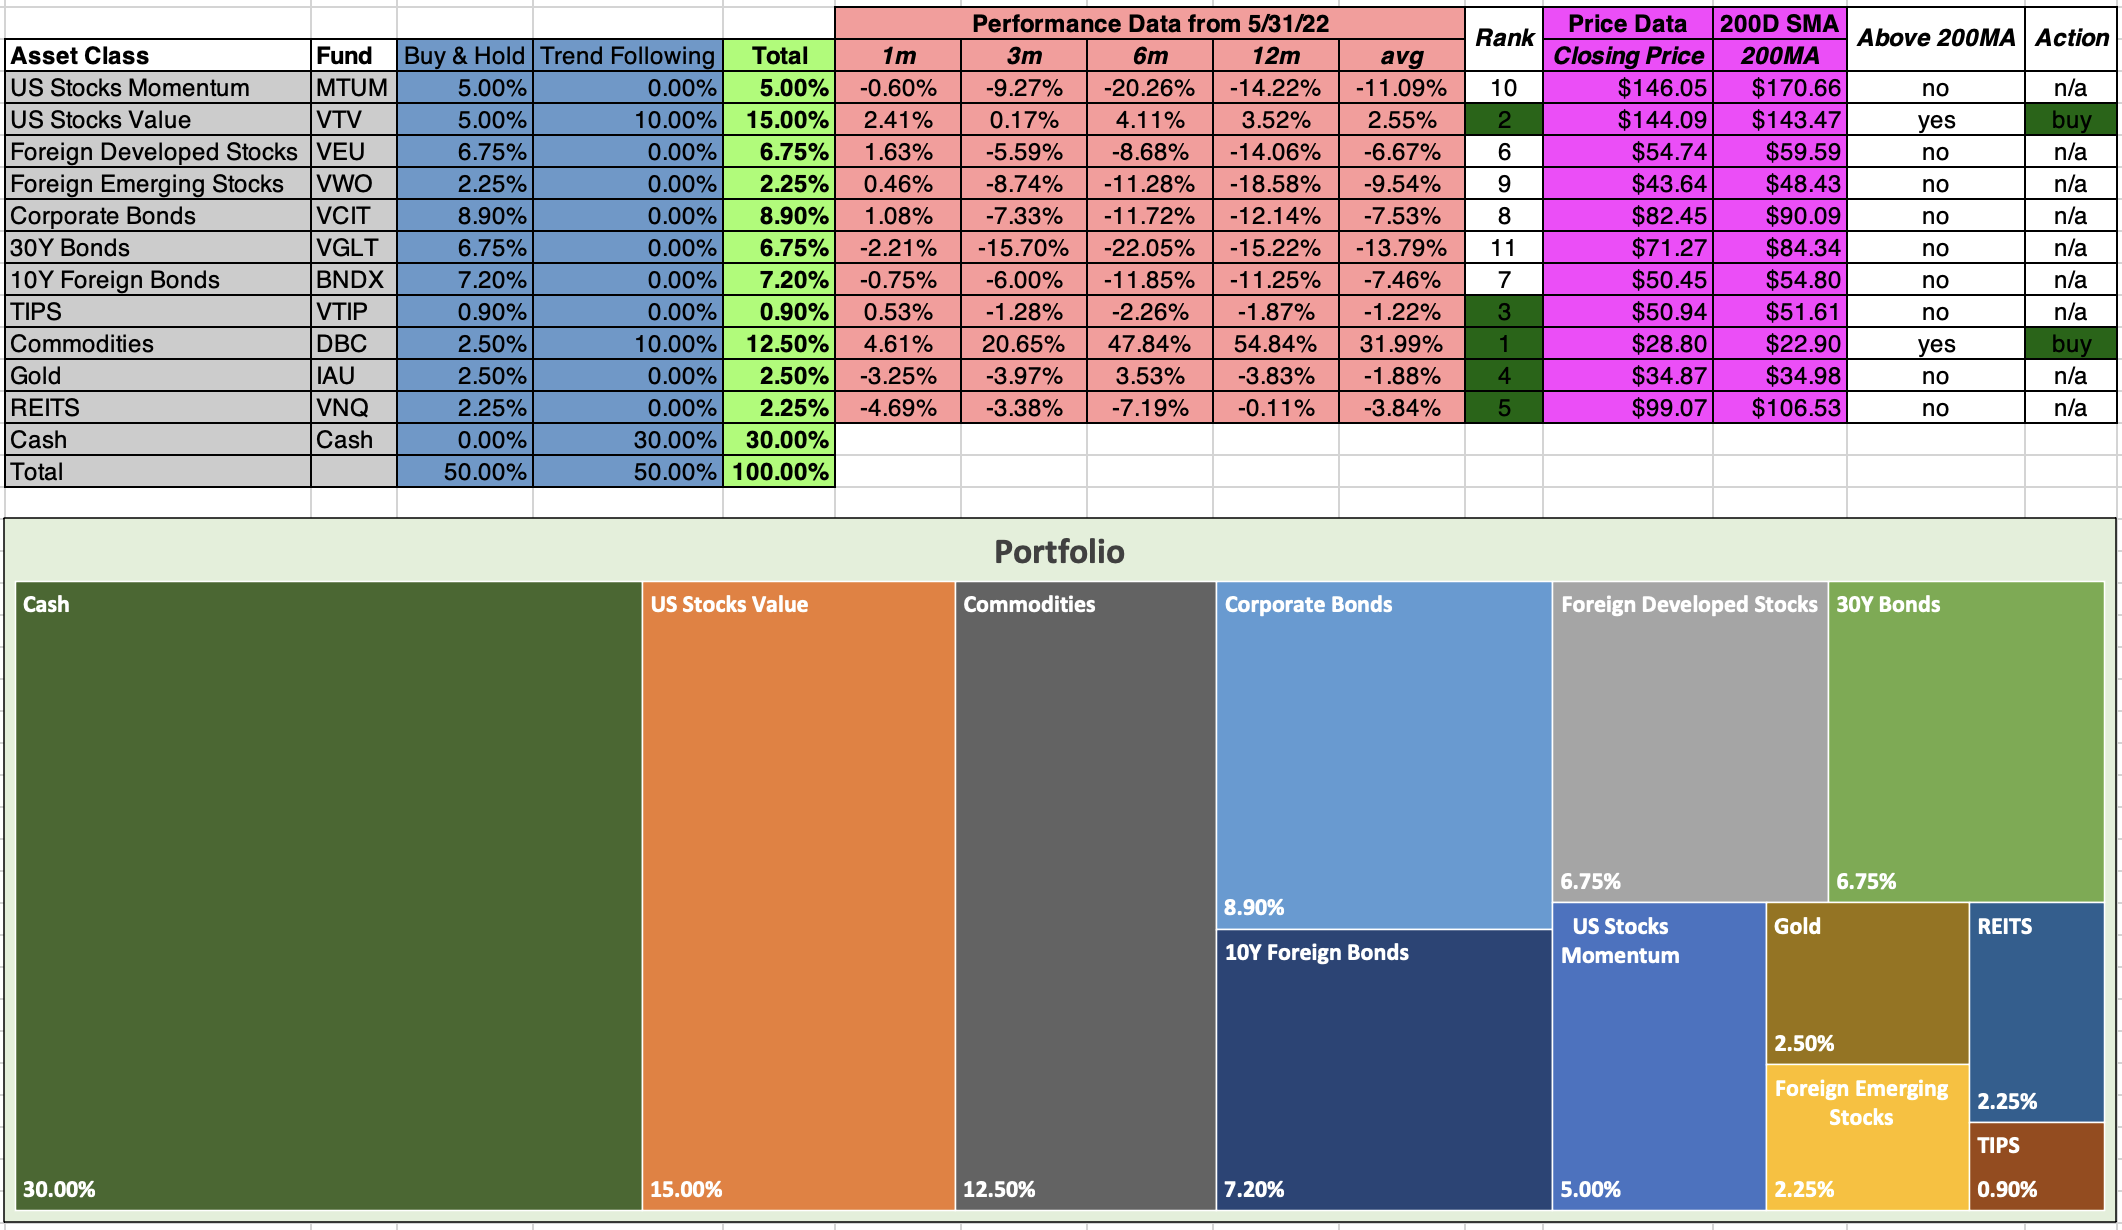 Performance Data from 5/31/22 Rank Price Data 200D SMA Above 200MA Action
Asset Class Fund Buy & Hold Trend Following Total 1m 3m 6m 12m avg Closing Price 200MA
US Stocks Momentum MTUM 5.00% 0.00% 5.00% -0.60% -9.27% -20.26% -14.22% -11.09% 10 $146.05 $170.66 no n/a
US Stocks Value VTV 5.00% 10.00% 15.00% 2.41% 0.17% 4.11% 3.52% 2.55% 2 $144.09 $143.47 yes buy
Foreign Developed Stocks VEU 6.75% 0.00% 6.75% 1.63% -5.59% -8.68% -14.06% -6.67% 6 $54.74 $59.59 no n/a
Foreign Emerging Stocks VWO 2.25% 0.00% 2.25% 0.46% -8.74% -11.28% -18.58% -9.54% 9 $43.64 $48.43 no n/a
Corporate Bonds VCIT 8.90% 0.00% 8.90% 1.08% -7.33% -11.72% -12.14% -7.53% 8 $82.45 $90.09 no n/a
30Y Bonds VGLT 6.75% 0.00% 6.75% -2.21% -15.70% -22.05% -15.22% -13.79% 11 $71.27 $84.34 no n/a
10Y Foreign Bonds BNDX 7.20% 0.00% 7.20% -0.75% -6.00% -11.85% -11.25% -7.46% 7 $50.45 $54.80 no n/a
TIPS VTIP 0.90% 0.00% 0.90% 0.53% -1.28% -2.26% -1.87% -1.22% 3 $50.94 $51.61 no n/a
Commodities DBC 2.50% 10.00% 12.50% 4.61% 20.65% 47.84% 54.84% 31.99% 1 $28.80 $22.90 yes buy
Gold IAU 2.50% 0.00% 2.50% -3.25% -3.97% 3.53% -3.83% -1.88% 4 $34.87 $34.98 no n/a
REITS VNQ 2.25% 0.00% 2.25% -4.69% -3.38% -7.19% -0.11% -3.84% 5 $99.07 $106.53 no n/a
Cash Cash 0.00% 30.00% 30.00%
Total 50.00% 50.00% 100.00%
Portfolio
Cash
30.00%
US Stocks Value
15.00%
Commodities
12.50%
Corporate Bonds
8.90%
10Y Foreign Bonds
7.20%
Foreign Developed Stocks
6.75%
30Y Bonds
6.75%
US Stocks
Momentum
5.00%
Gold
2.50%
Foreign Emerging
Stocks
2.25%
REITS
2.25%
TIPS
0.90%